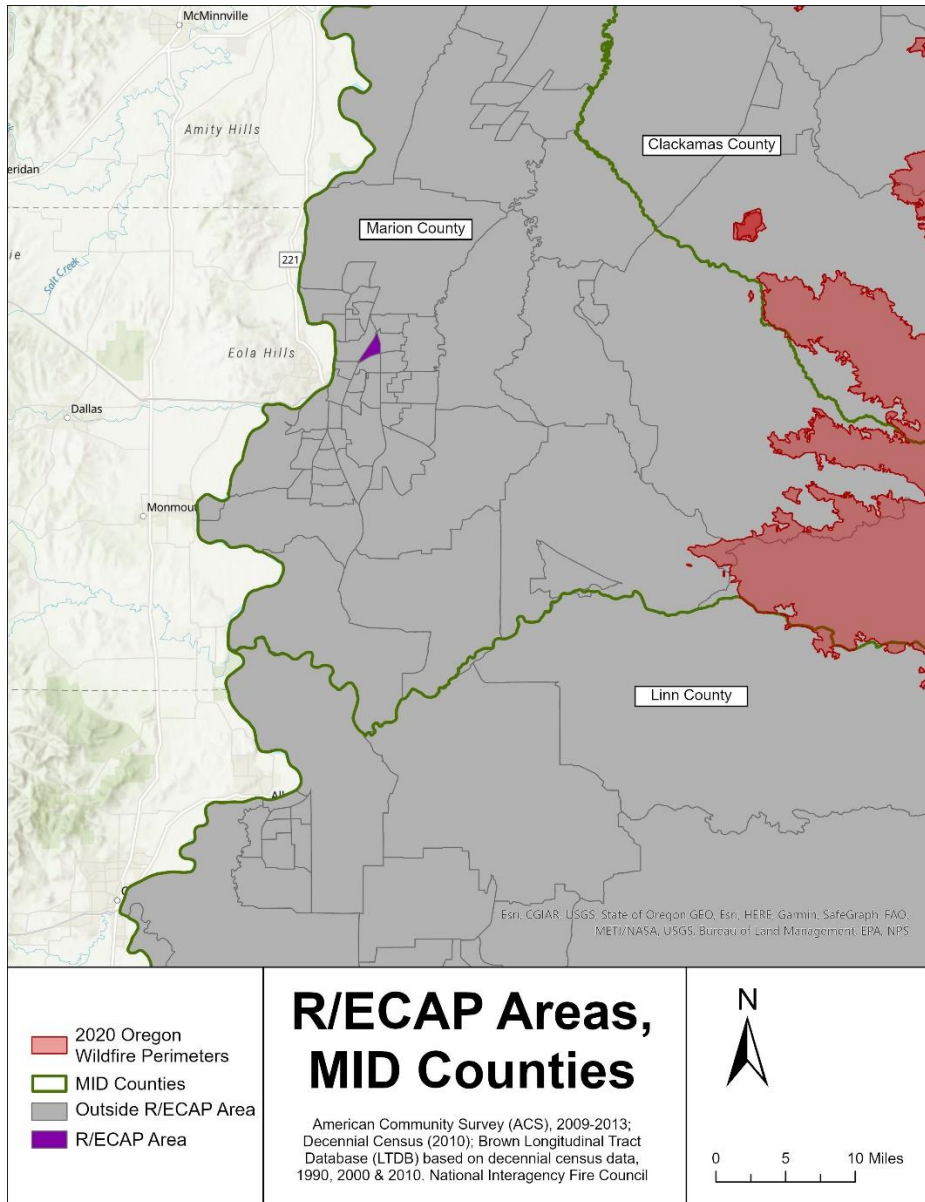 McMinnville
Amity Hills
eridan
Clackamas County
Marion County
ie
Salt Creek
221
Eola Hills
Dallas
Monmout
Linn County
Alb
C
Esri, CGIAR, USGS, State of Oregon GEO, Esri, HERE, Garmin, SafeGraph, FAO,
METI/NASA, USGS, Bureau of Land Management, EPA, NPS
2020 Oregon
Wildfire Perimeters
MID Counties
Outside R/ECAP Area
R/ECAP Area
R/ECAP Areas,
MID Counties
American Community Survey (ACS), 2009-2013;
Decennial Census (2010); Brown Longitudinal Tract
Database (LTDB) based on decennial census data,
1990, 2000 & 2010. National Interagency Fire Council
N
0 5 10 Miles